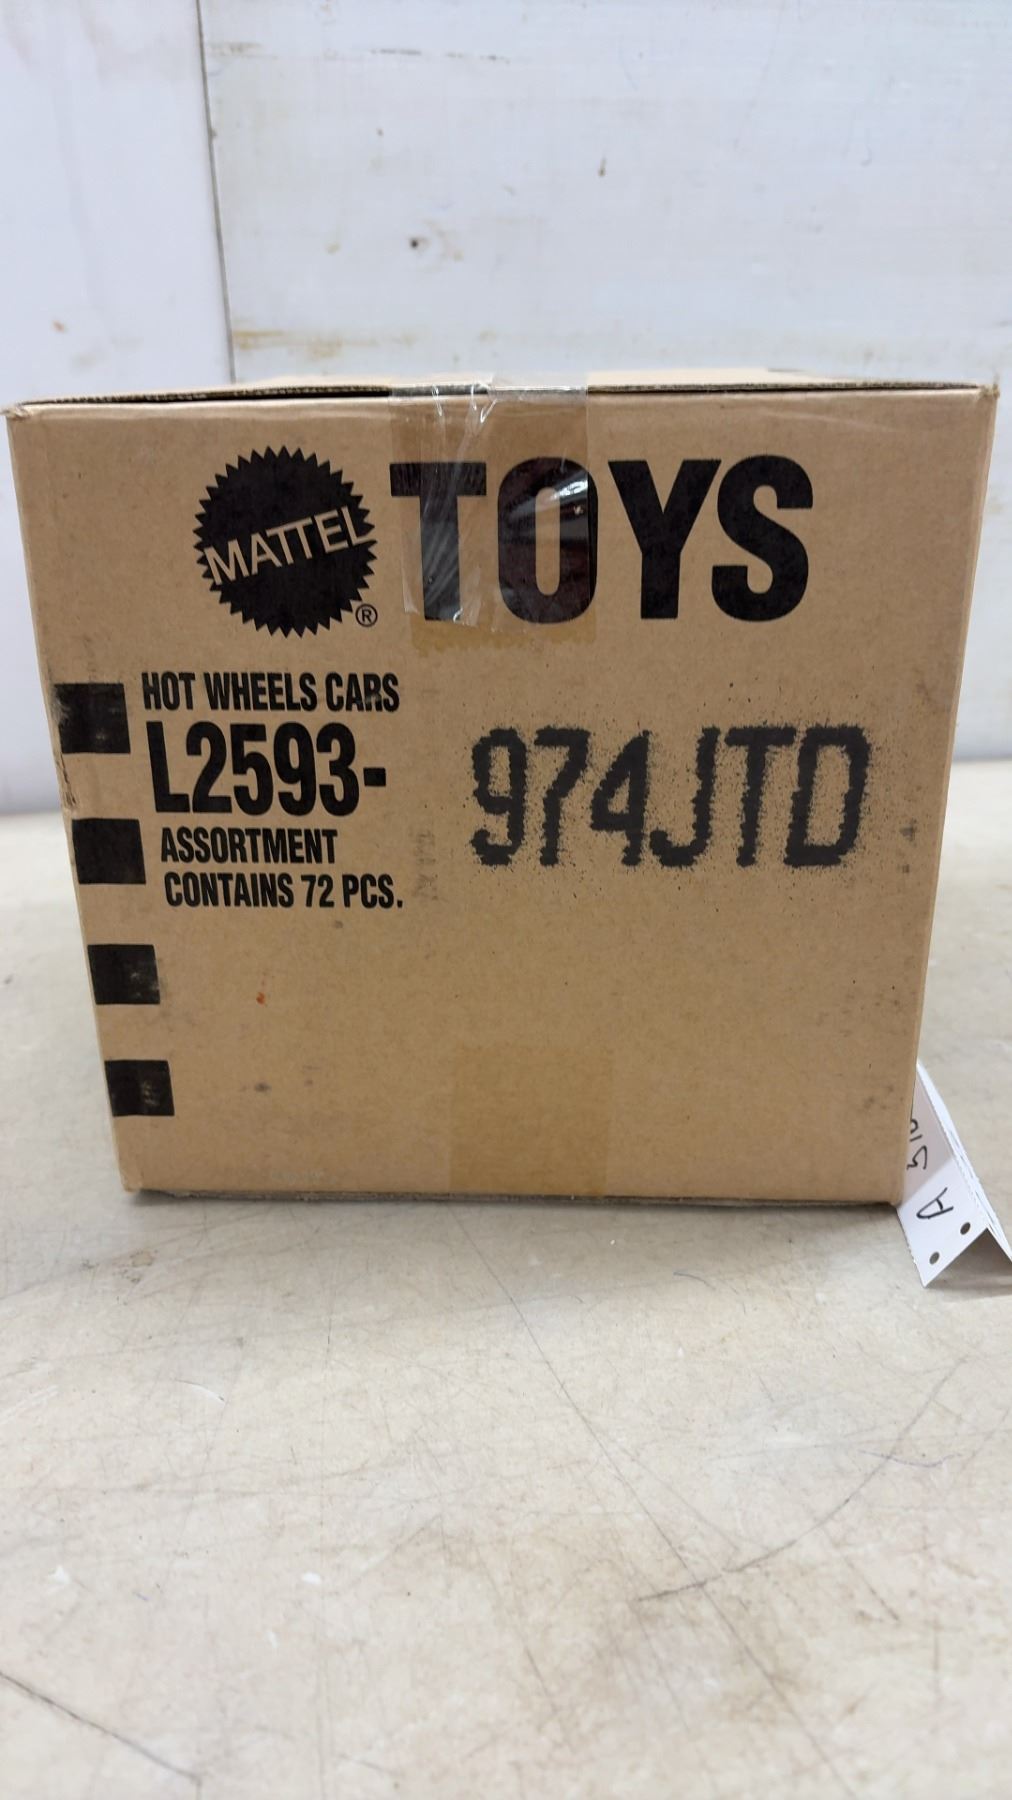 MATTEL® TOYS
HOT WHEELS CARS
L2593-
974JTD
ASSORTMENT
CONTAINS 72 PCS.
A